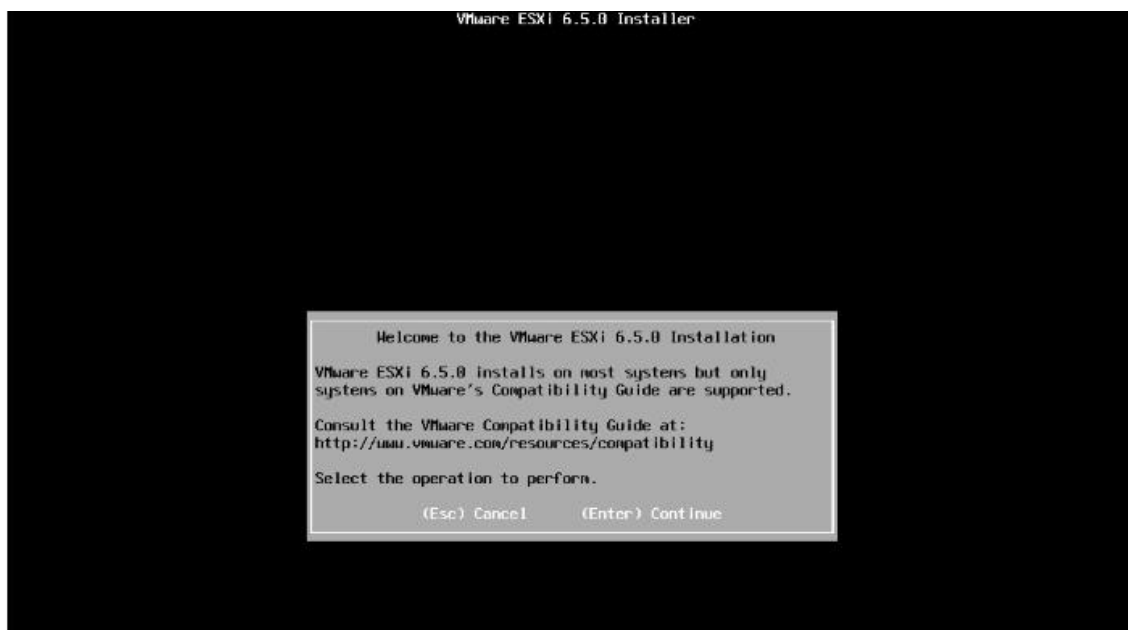 VMware ESXi 6.5.0 Installer
Welcome to the VMware ESXi 6.5.0 Installation
VMware ESXi 6.5.0 installs on most systems but only
systems on VMware's Compatibility Guide are supported.
Consult the VMware Compatibility Guide at:
http://www.vmware.com/resources/compatibility
Select the operation to perform.
(Esc) Cancel (Enter) Continue